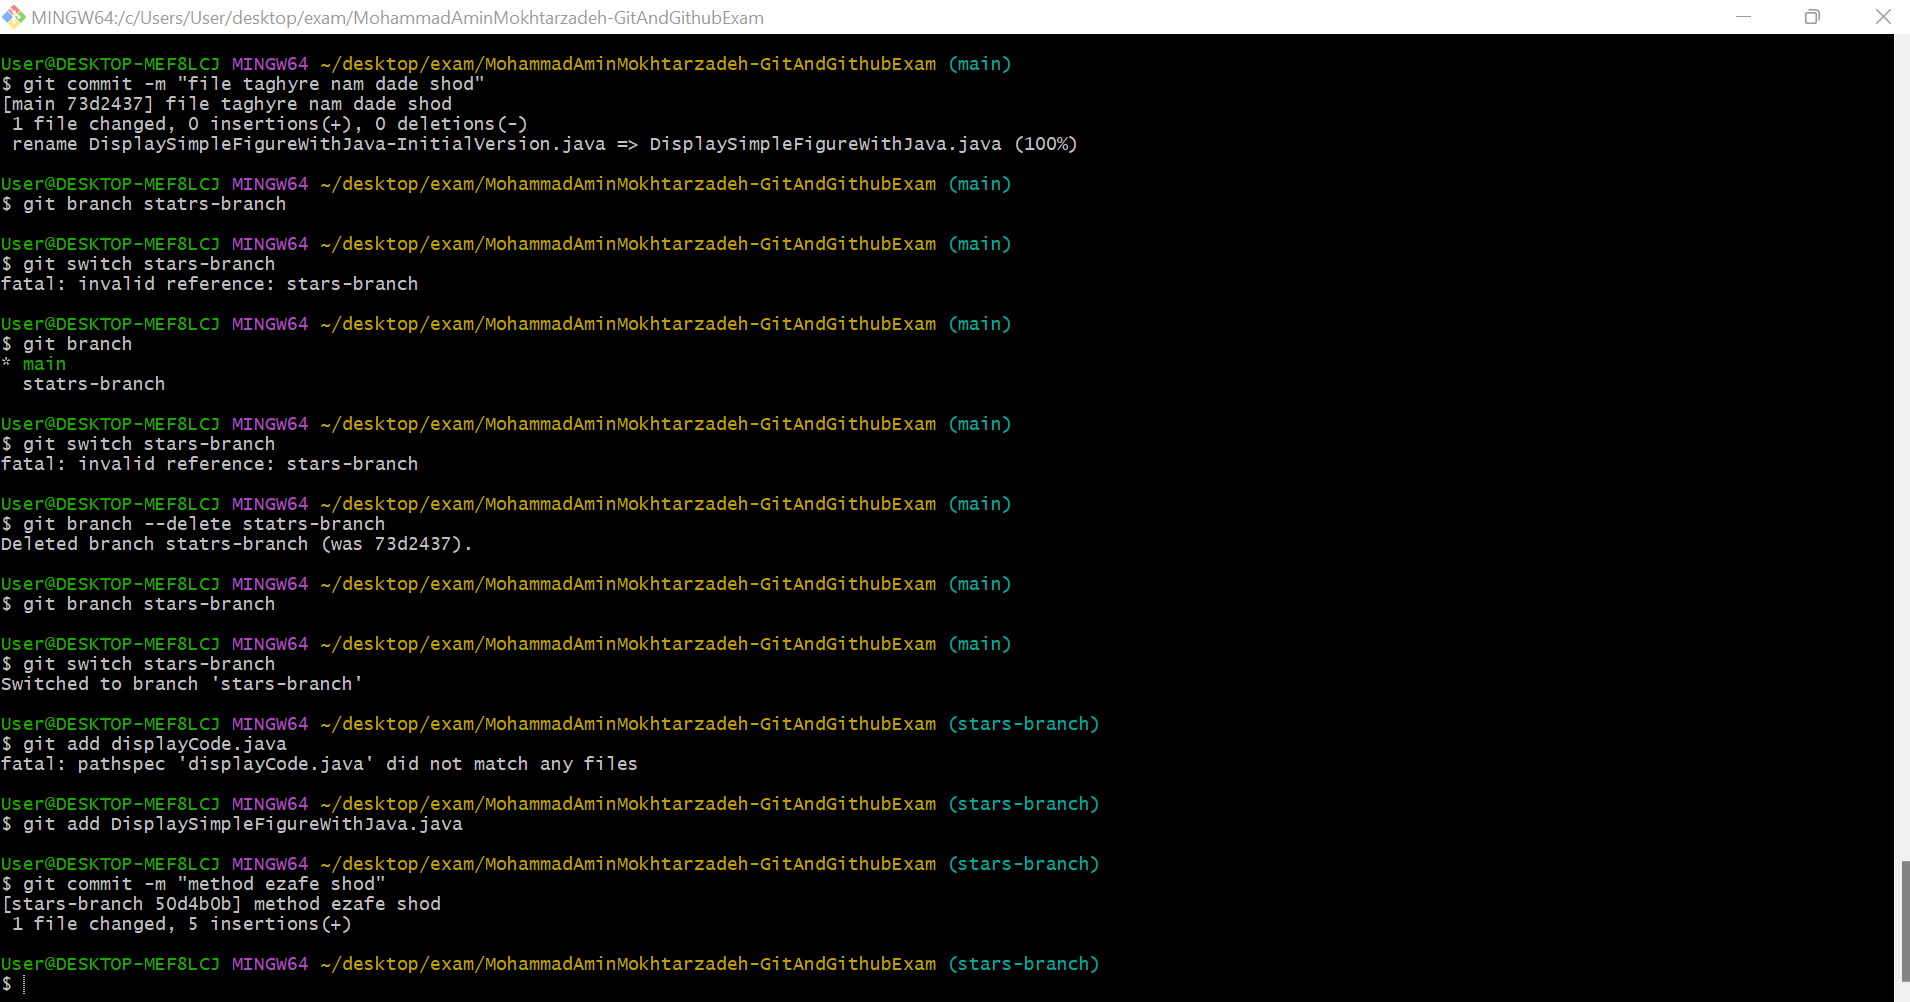 MINGW64:/c/Users/User/desktop/exam/MohammadAminMokhtarzadeh-GitAndGithubExam
User@DESKTOP-MEF8LCJ MINGW64 ~/desktop/exam/MohammadAminMokhtarzadeh-GitAndGithubExam (main)
$ git commit -m "file taghyre nam dade shod"
[main 73d2437] file taghyre nam dade shod
 1 file changed, 0 insertions(+), 0 deletions(-)
 rename DisplaySimpleFigureWithJava-InitialVersion.java => DisplaySimpleFigureWithJava.java (100%)
User@DESKTOP-MEF8LCJ MINGW64 ~/desktop/exam/MohammadAminMokhtarzadeh-GitAndGithubExam (main)
$ git branch statrs-branch
User@DESKTOP-MEF8LCJ MINGW64 ~/desktop/exam/MohammadAminMokhtarzadeh-GitAndGithubExam (main)
$ git switch stars-branch
fatal: invalid reference: stars-branch
User@DESKTOP-MEF8LCJ MINGW64 ~/desktop/exam/MohammadAminMokhtarzadeh-GitAndGithubExam (main)
$ git branch
* main
  statrs-branch
User@DESKTOP-MEF8LCJ MINGW64 ~/desktop/exam/MohammadAminMokhtarzadeh-GitAndGithubExam (main)
$ git switch stars-branch
fatal: invalid reference: stars-branch
User@DESKTOP-MEF8LCJ MINGW64 ~/desktop/exam/MohammadAminMokhtarzadeh-GitAndGithubExam (main)
$ git branch --delete statrs-branch
Deleted branch statrs-branch (was 73d2437).
User@DESKTOP-MEF8LCJ MINGW64 ~/desktop/exam/MohammadAminMokhtarzadeh-GitAndGithubExam (main)
$ git branch stars-branch
User@DESKTOP-MEF8LCJ MINGW64 ~/desktop/exam/MohammadAminMokhtarzadeh-GitAndGithubExam (main)
$ git switch stars-branch
Switched to branch 'stars-branch'
User@DESKTOP-MEF8LCJ MINGW64 ~/desktop/exam/MohammadAminMokhtarzadeh-GitAndGithubExam (stars-branch)
$ git add displayCode.java
fatal: pathspec 'displayCode.java' did not match any files
User@DESKTOP-MEF8LCJ MINGW64 ~/desktop/exam/MohammadAminMokhtarzadeh-GitAndGithubExam (stars-branch)
$ git add DisplaySimpleFigureWithJava.java
User@DESKTOP-MEF8LCJ MINGW64 ~/desktop/exam/MohammadAminMokhtarzadeh-GitAndGithubExam (stars-branch)
$ git commit -m "method ezafe shod"
[stars-branch 50d4b0b] method ezafe shod
 1 file changed, 5 insertions(+)
User@DESKTOP-MEF8LCJ MINGW64 ~/desktop/exam/MohammadAminMokhtarzadeh-GitAndGithubExam (stars-branch)
$